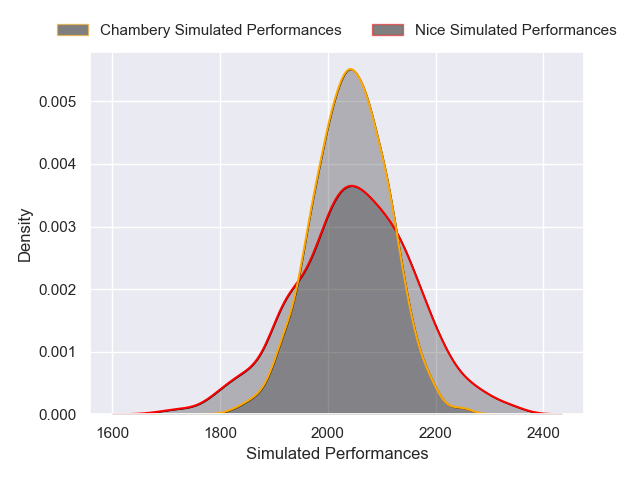 Chambery Simulated Performances
Nice Simulated Performances
Density
0.005
0.004
0.003
0.002
0.001
0.000
1600 1800 2000 2200 2400
Simulated Performances